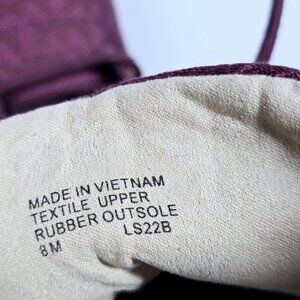 MADE IN VIETNAM
TEXTILE UPPER
RUBBER OUTSOLE
8 M LS22B